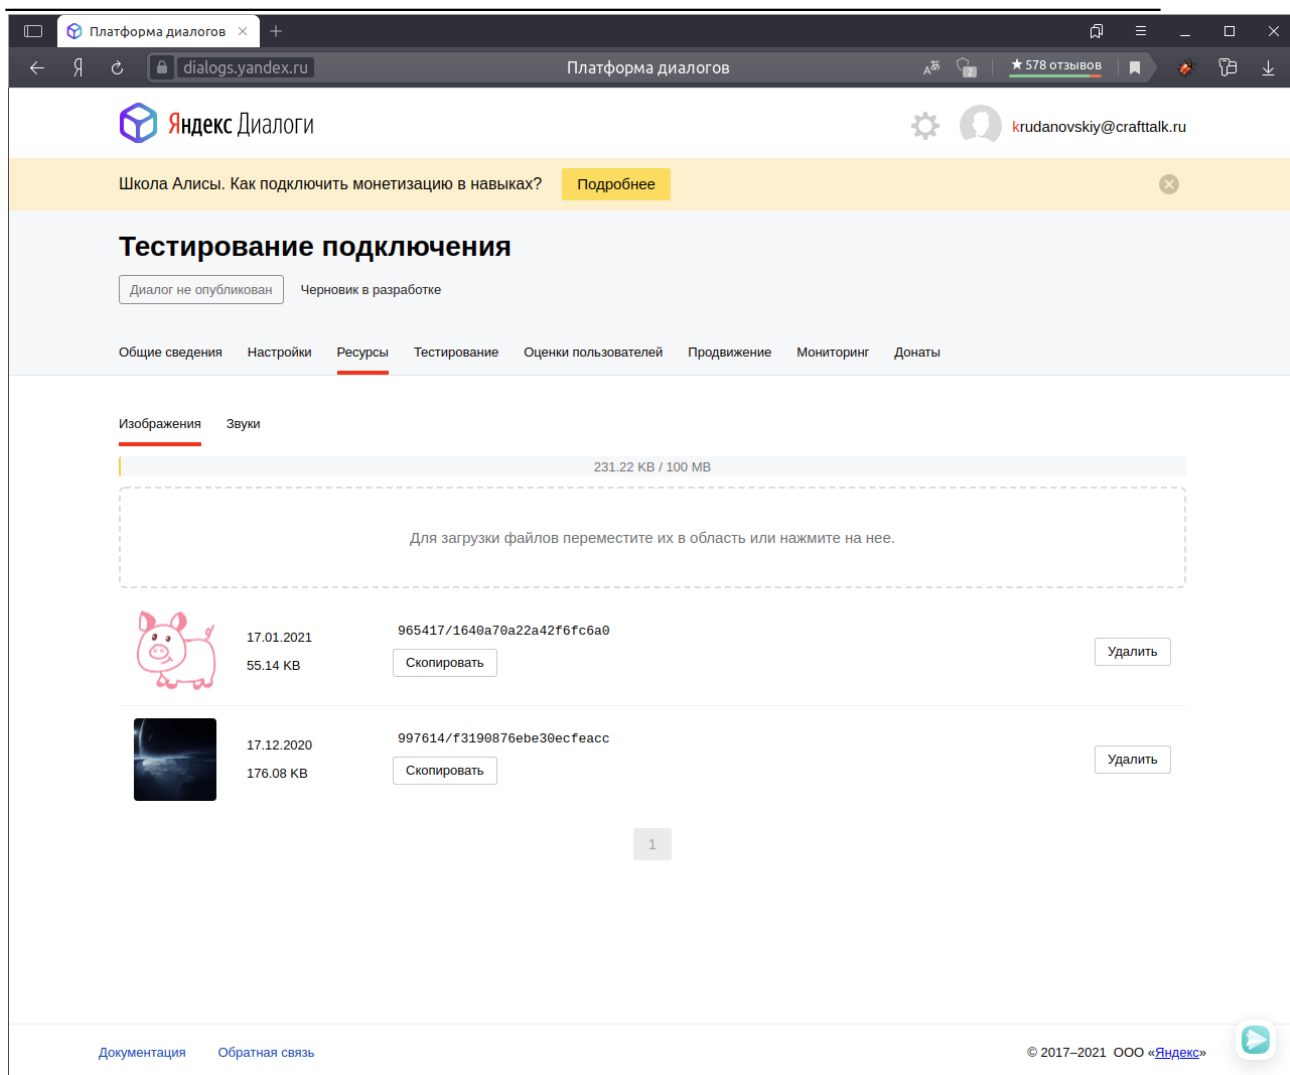 Платформа диалогов
dialogs.yandex.ru Платформа диалогов 2 ★ 578 отзывов
Яндекс Диалоги krudanovskiy@crafttalk.ru
Школа Алисы. Как подключить монетизацию в навыках? Подробнее
Тестирование подключения
Диалог не опубликован Черновик в разработке
Общие сведения Настройки Ресурсы Тестирование Оценки пользователей Продвижение Мониторинг Донаты
Изображения Звуки
231.22 KB / 100 MB
Для загрузки файлов переместите их в область или нажмите на нее.
17.01.2021 965417/1640a70a22a42f6fc6a0
55.14 KB Скопировать Удалить
17.12.2020 997614/f3190876ebe30ecfeacc
176.08 KB Скопировать Удалить
1
Документация Обратная связь © 2017–2021 ООО «Яндекс»